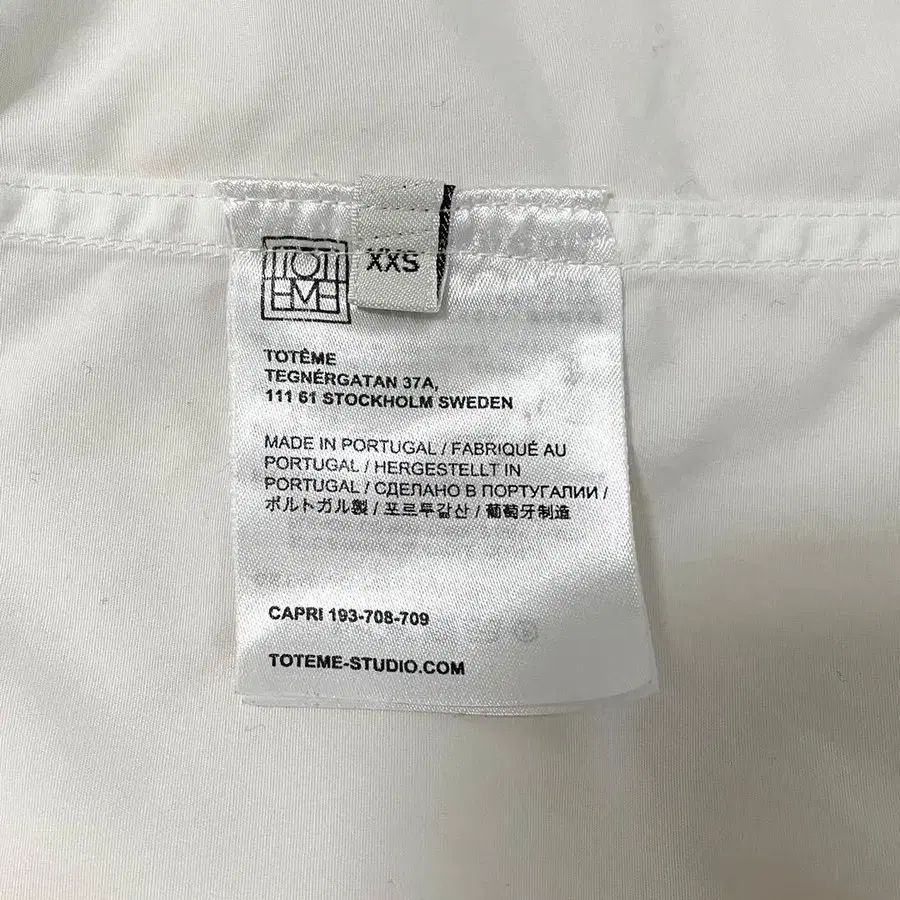 TOTEME
XXS
TOTÊME
TEGNÉRGATAN 37A,
111 61 STOCKHOLM SWEDEN
MADE IN PORTUGAL / FABRIQUÉ AU
PORTUGAL / HERGESTELLT IN
PORTUGAL / СДЕЛАНО В ПОРТУГАЛИИ /
ポルトガル製 / 포르투갈산 / 葡萄牙制造
CAPRI 193-708-709
TOTEME-STUDIO.COM